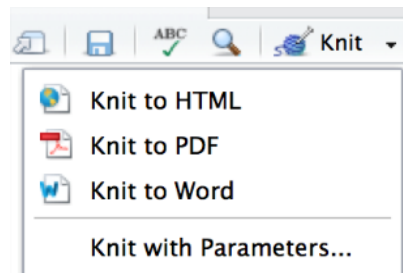 ABC Knit
Knit to HTML
Knit to PDF
Knit to Word
Knit with Parameters...